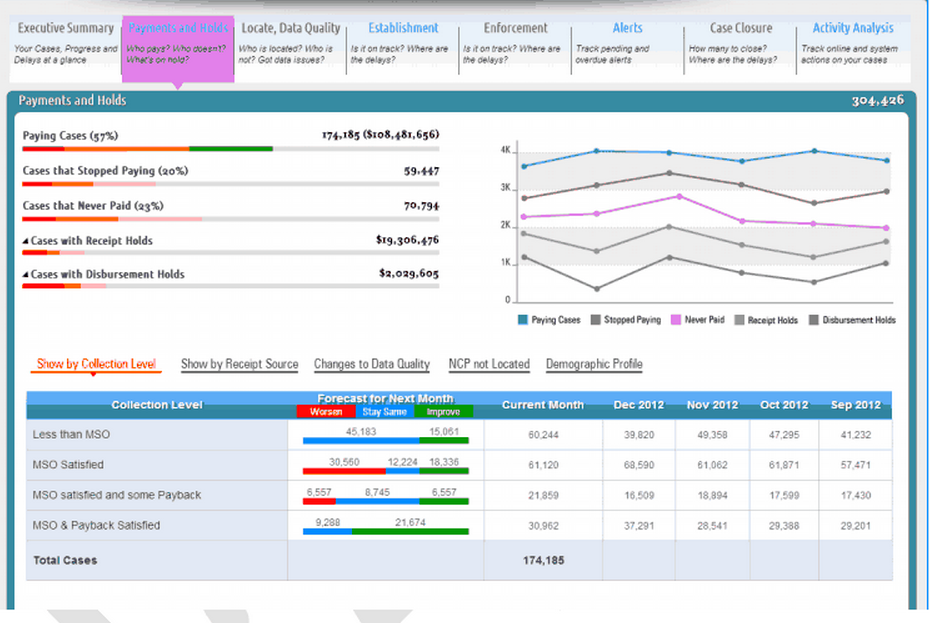 Executive Summary Payments and Holds Locate, Data Quality Establishment Enforcement Alerts Case Closure Activity Analysis
Your Cases, Progress and Who pays? Who doesn't? Who is located? Who is Is it on track? Where are Is it on track? Where are Track pending and How many to close? Track online and system
Delays at a glance What's on hold? not? Got data issues? the delays? the delays? overdue alerts Where are the delays? actions on your cases
Payments and Holds 304,426
Paying Cases (57%) 174,185 ($108,481,656)
Cases that Stopped Paying (20%) 59,447
Cases that Never Paid (23%) 70,794
Cases with Receipt Holds $19,306,476
Cases with Disbursement Holds $2,029,605
4K
3K
2K
1K
0
Paying Cases Stopped Paying Never Paid Receipt Holds Disbursement Holds
Show by Collection Level Show by Receipt Source Changes to Data Quality NCP not Located Demographic Profile
Collection Level Forecast for Next Month Current Month Dec 2012 Nov 2012 Oct 2012 Sep 2012
Worsen Stay Same Improve
Less than MSO 45,183 15,061 60,244 39,820 49,358 47,295 41,232
MSO Satisfied 30,560 12,224 18,336 61,120 68,590 61,062 61,871 57,471
MSO satisfied and some Payback 6,557 8,745 6,557 21,859 16,509 18,894 17,599 17,430
MSO & Payback Satisfied 9,288 21,674 30,962 37,291 28,541 29,388 29,201
Total Cases 174,185